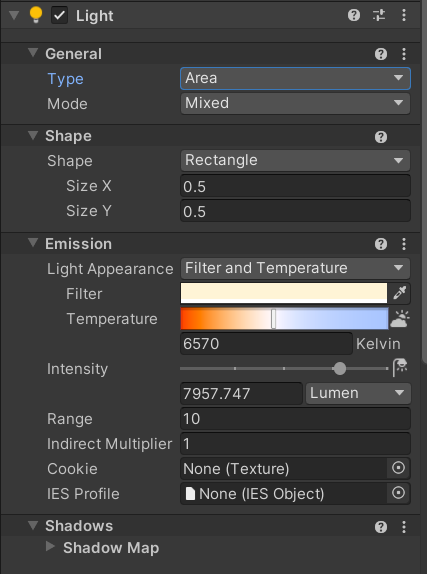 Light
General
Type Area
Mode Mixed
Shape
Shape Rectangle
Size X 0.5
Size Y 0.5
Emission
Light Appearance Filter and Temperature
Filter
Temperature
6570 Kelvin
Intensity
7957.747 Lumen
Range 10
Indirect Multiplier 1
Cookie None (Texture)
IES Profile None (IES Object)
Shadows
Shadow Map